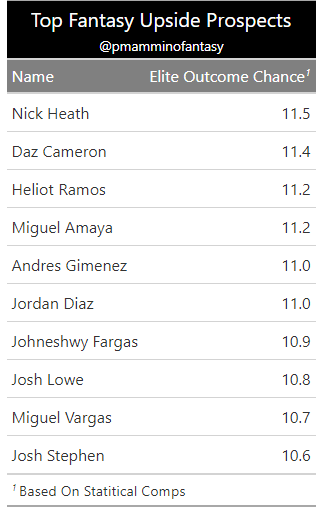 Top Fantasy Upside Prospects
@pmamminofantasy
Name Elite Outcome Chance¹
Nick Heath 11.5
Daz Cameron 11.4
Heliot Ramos 11.2
Miguel Amaya 11.2
Andres Gimenez 11.0
Jordan Diaz 11.0
Johneshwy Fargas 10.9
Josh Lowe 10.8
Miguel Vargas 10.7
Josh Stephen 10.6
¹ Based On Statitical Comps